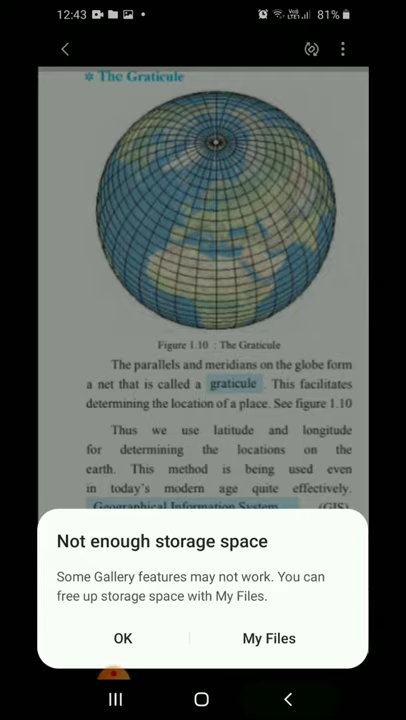 12:43
VoLTE1 81%
* The Graticule
Figure 1.10 : The Graticule
The parallels and meridians on the globe form
a net that is called a graticule . This facilitates
determining the location of a place. See figure 1.10
Thus we use latitude and longitude
for determining the locations on the
earth. This method is being used even
in today's modern age quite effectively.
Geographical Information System (GIS)
Not enough storage space
Some Gallery features may not work. You can
free up storage space with My Files.
OK
My Files